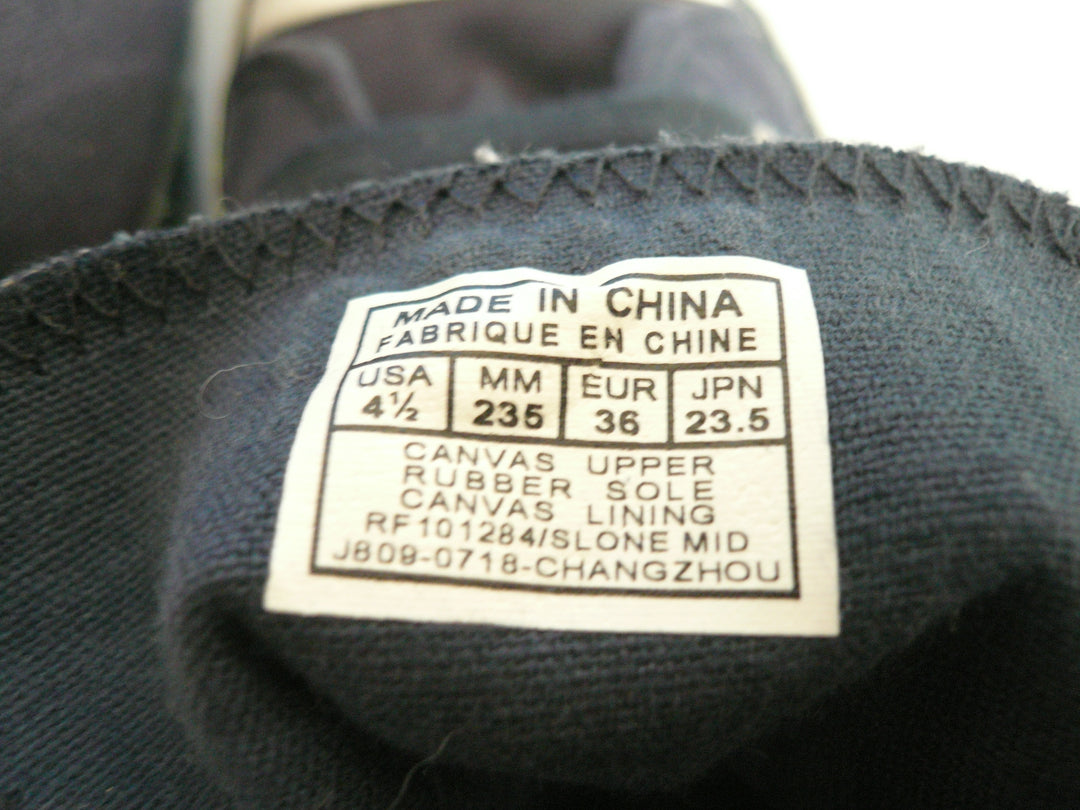 MADE IN CHINA
FABRIQUE EN CHINE
USA MM EUR JPN
4½ 235 36 23.5
CANVAS UPPER
RUBBER SOLE
CANVAS LINING
RF101284/SLONE MID
J809-0718-CHANGZHOU